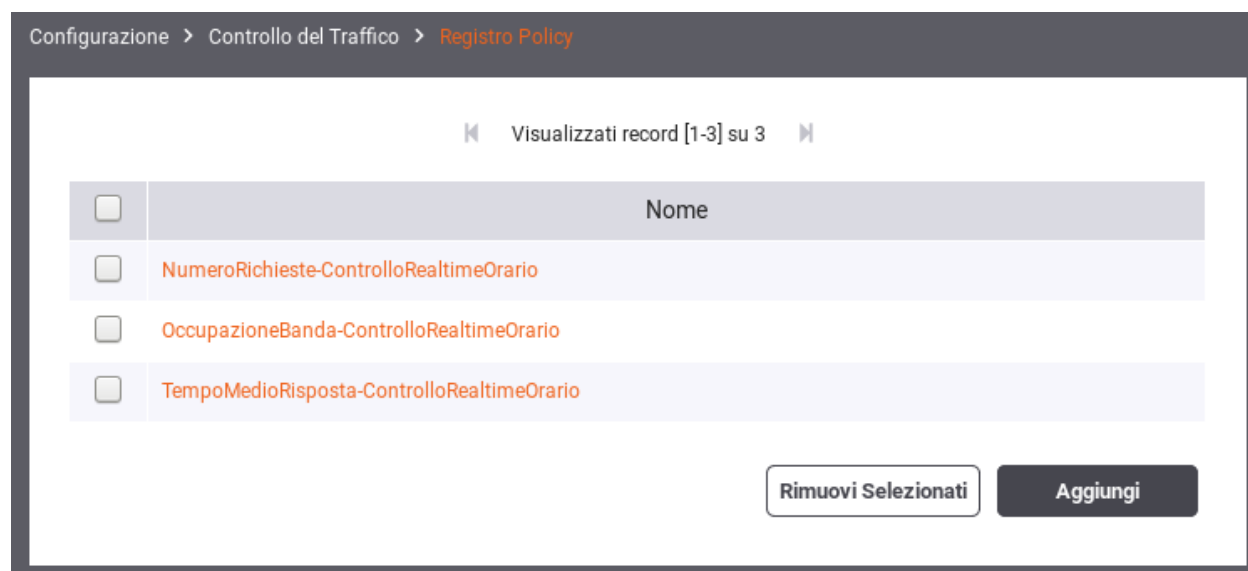 Configurazione > Controllo del Traffico > Registro Policy
Visualizzati record [1-3] su 3
Nome
NumeroRichieste-ControlloRealtimeOrario
OccupazioneBanda-ControlloRealtimeOrario
TempoMedioRisposta-ControlloRealtimeOrario
Rimuovi Selezionati Aggiungi